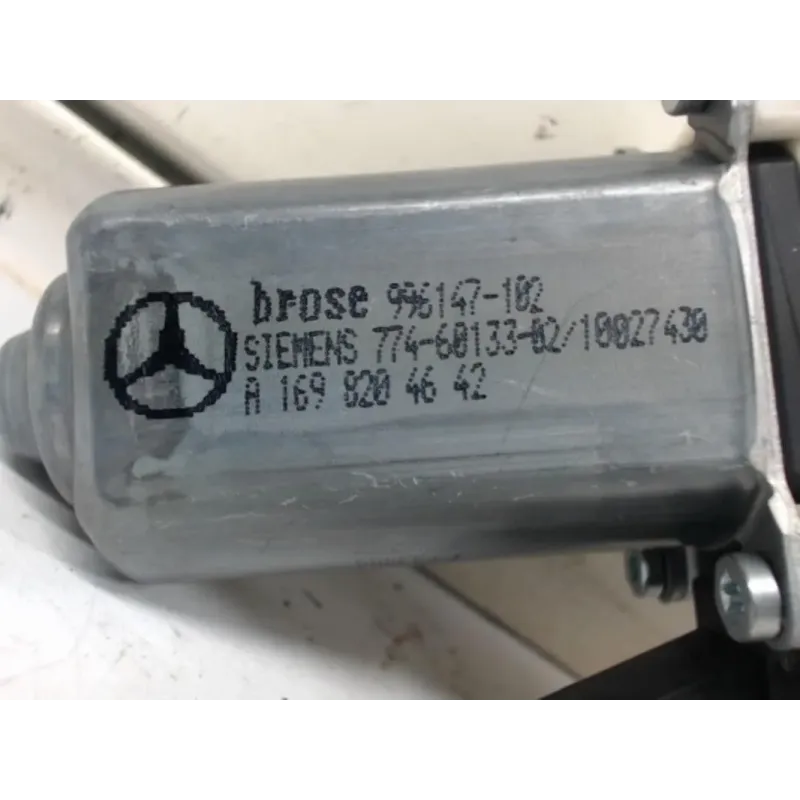 brose 996147-102
SIEMENS 774-60133-02/10027430
A 169 820 46 42